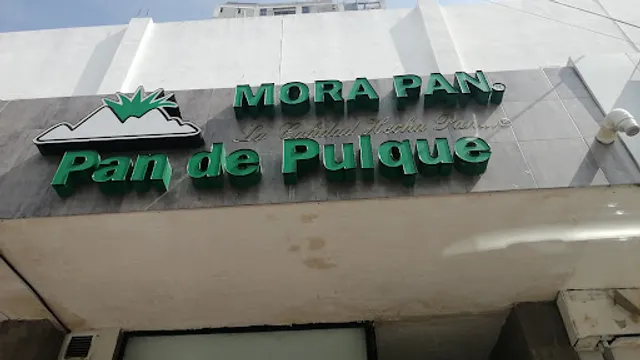 MORA PAN.
La Calidad Hecha Pan
Pan de Pulque